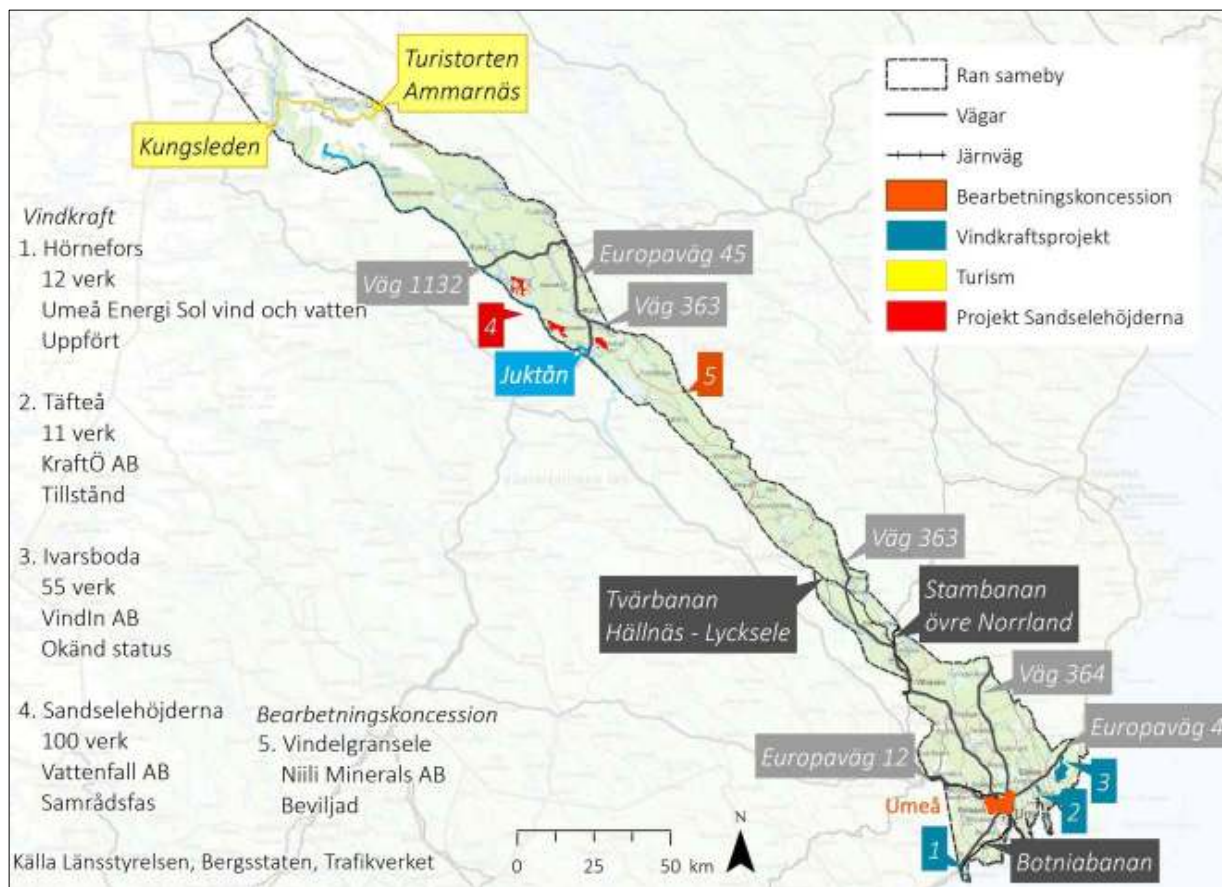 Turistorten
Ammarnäs
Kungsleden
Ran sameby
Vägar
Järnväg
Bearbetningskoncession
Vindkraftsprojekt
Turism
Projekt Sandselehöjderna
Vindkraft
1. Hörnefors
12 verk
Umeå Energi Sol vind och vatten
Uppfört
2. Täfteå
11 verk
KraftÖ AB
Tillstånd
3. Ivarsboda
55 verk
VindIn AB
Okänd status
4. Sandselehöjderna
100 verk
Vattenfall AB
Samrådsfas
Bearbetningskoncession
5. Vindelgransele
Niili Minerals AB
Beviljad
Väg 1132
Europaväg 45
Väg 363
4
Juktån
5
Väg 363
Tvärbanan
Hällnäs - Lycksele
Stambanan
övre Norrland
Väg 364
Europaväg 4
Europaväg 12
3
Umeå
2
1
Botniabanan
N
0 25 50 km
Källa Länsstyrelsen, Bergsstaten, Trafikverket